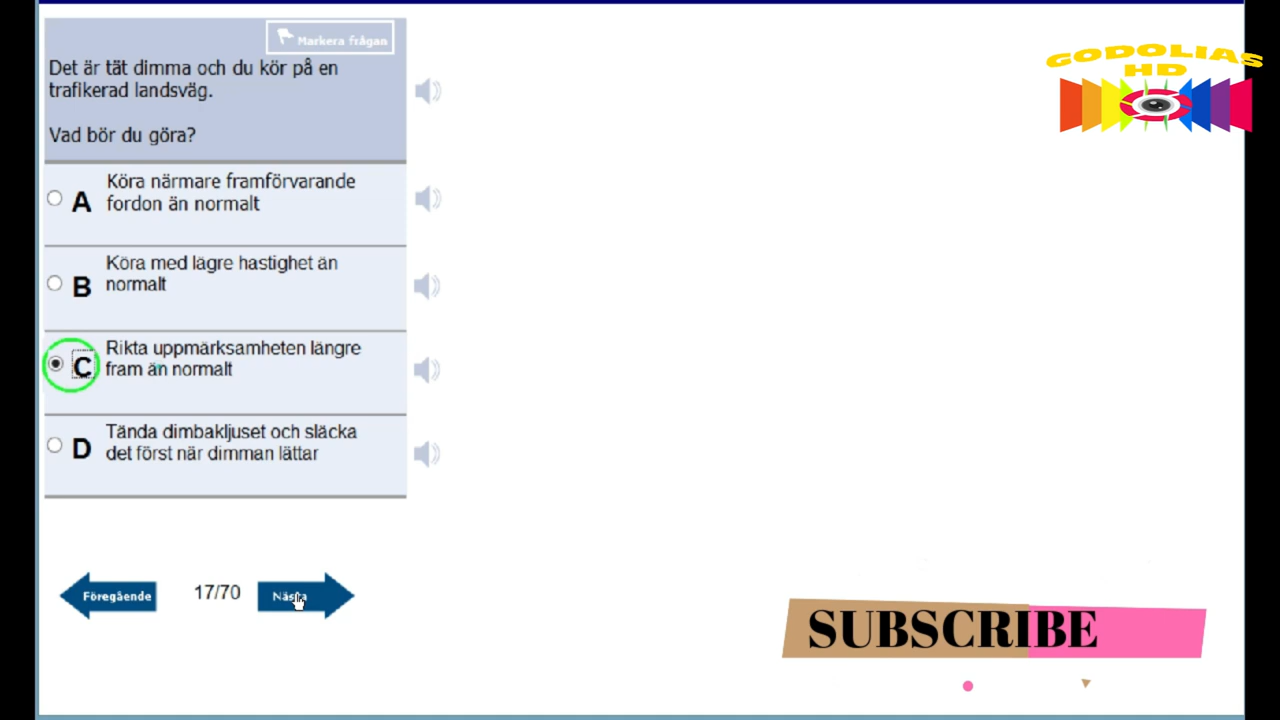 Markera frågan
Det är tät dimma och du kör på en
trafikerad landsväg.
Vad bör du göra?
A
Köra närmare framförvarande
fordon än normalt
B
Köra med lägre hastighet än
normalt
C
Rikta uppmärksamheten längre
fram än normalt
D
Tända dimbakljuset och släcka
det först när dimman lättar
Föregående
17/70
Nästa
GODOLIAS
HD
SUBSCRIBE